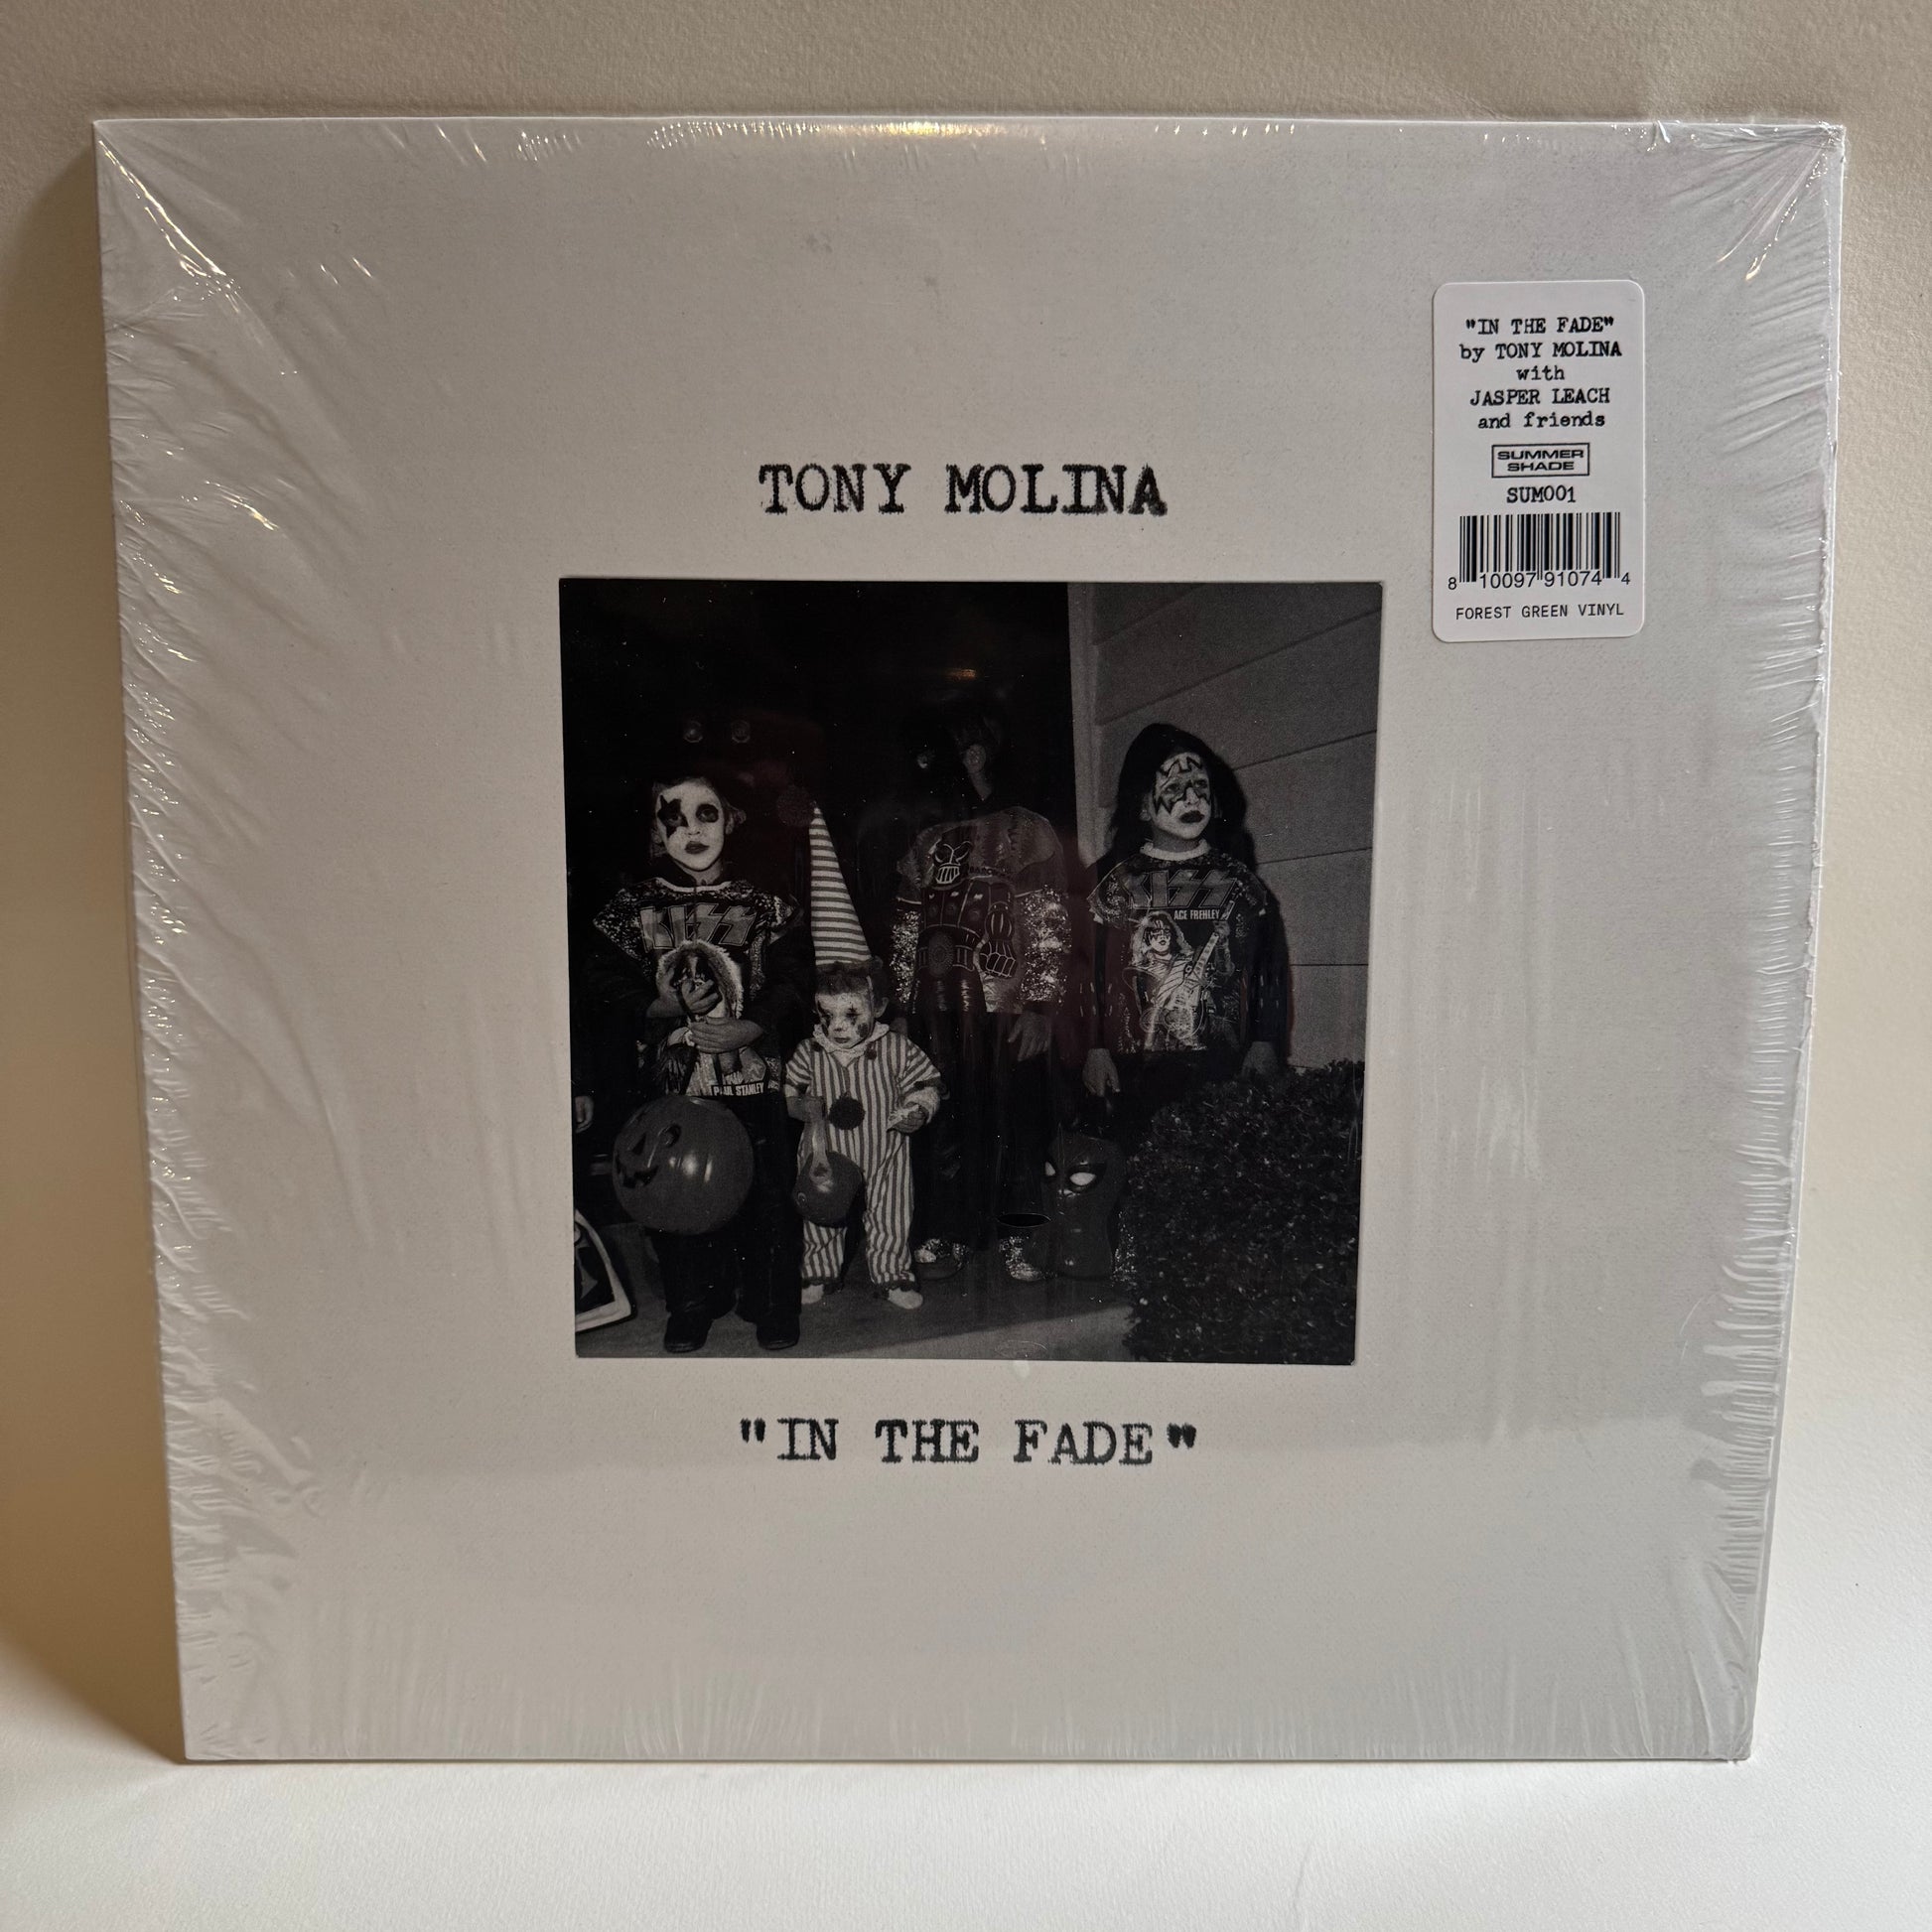 TONY MOLINA
"IN THE FADE"
by TONY MOLINA
with
JASPER LEACH
and friends
SUMMER
SHADE
SUM001
8 10097 91074 4
FOREST GREEN VINYL
KISS
PAUL STANLEY
KISS
ACE FREHLEY
"IN THE FADE"